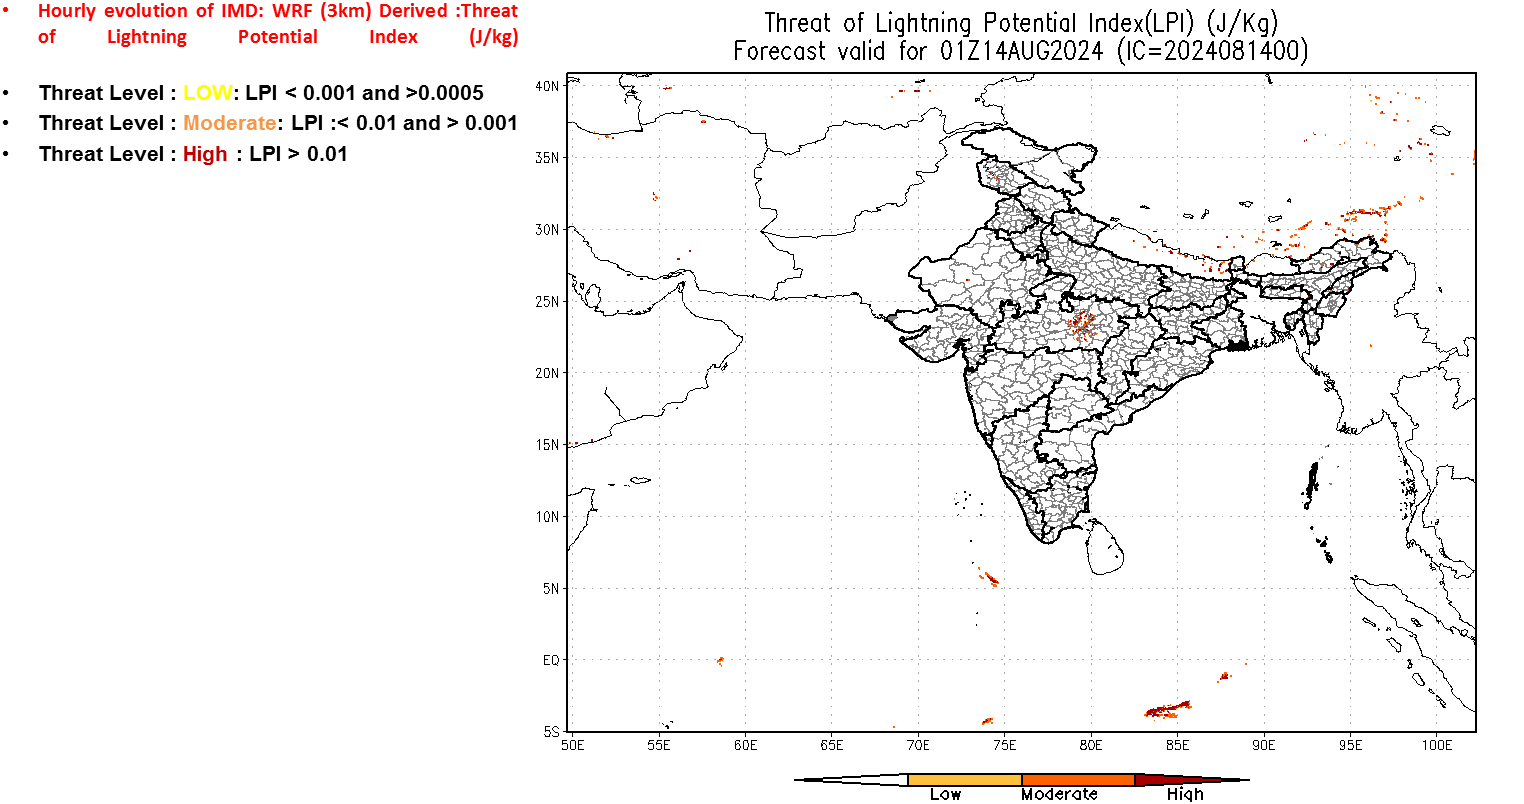 • Hourly evolution of IMD: WRF (3km) Derived :Threat
of Lightning Potential Index (J/kg)
• Threat Level : LOW: LPI < 0.001 and >0.0005
• Threat Level : Moderate: LPI :< 0.01 and > 0.001
• Threat Level : High : LPI > 0.01
Threat of Lightning Potential Index(LPI) (J/Kg)
Forecast valid for 01Z14AUG2024 (IC=2024081400)
40N
35N
30N
25N
20N
15N
10N
5N
EQ
5S
50E 55E 60E 65E 70E 75E 80E 85E 90E 95E 100E
Low Moderate High